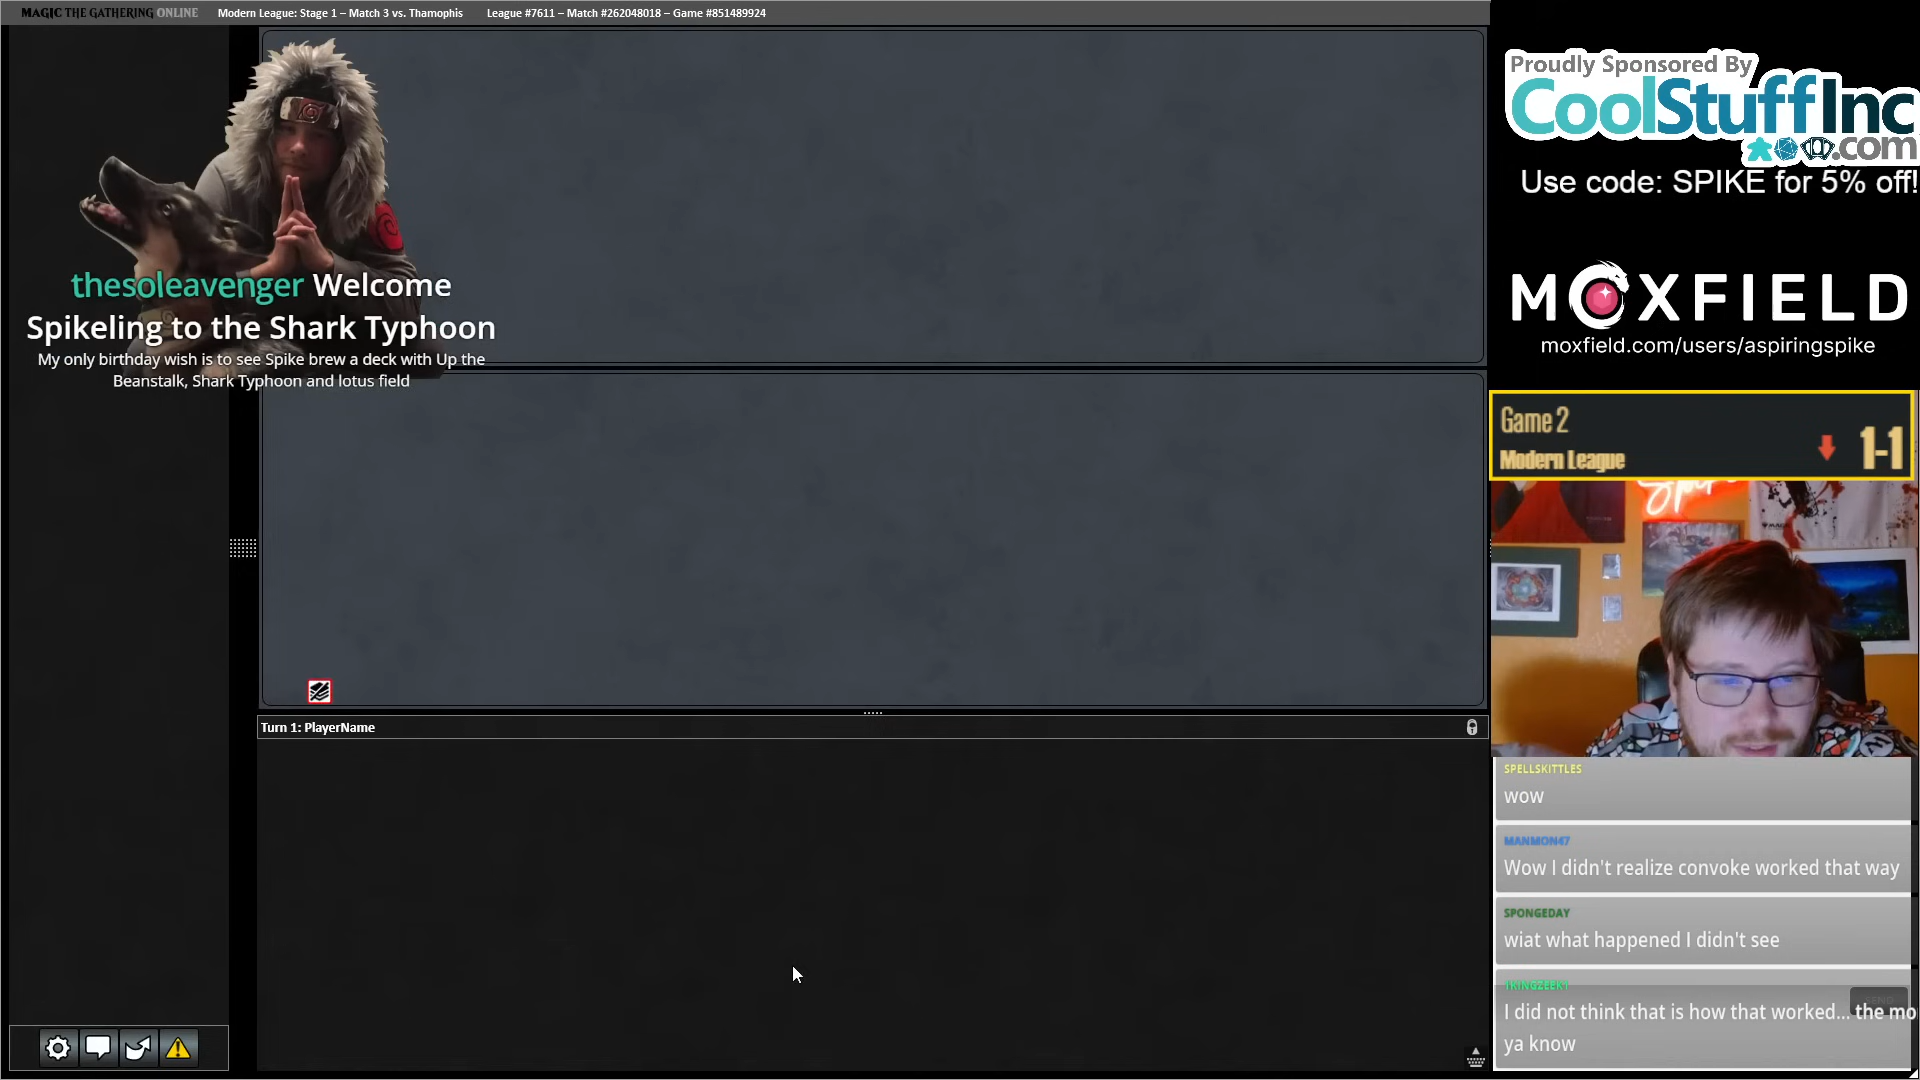 MAGIC THE GATHERING ONLINE Modern League: Stage 1 – Match 3 vs. Thamophis League #7611 – Match #262048018 – Game #851489924
thesoleavenger Welcome
Spikeling to the Shark Typhoon
My only birthday wish is to see Spike brew a deck with Up the
Beanstalk, Shark Typhoon and lotus field
Turn 1: PlayerName
Proudly Sponsored By
CoolStuffInc
.com
Use code: SPIKE for 5% off!
MOXFIELD
moxfield.com/users/aspiringspike
Game 2
Modern League
1-1
SPELLSKITTLES
wow
MANMON47
Wow I didn't realize convoke worked that way
SPONGEDAY
wiat what happened I didn't see
I did not think that is how that worked... the mo
ya know